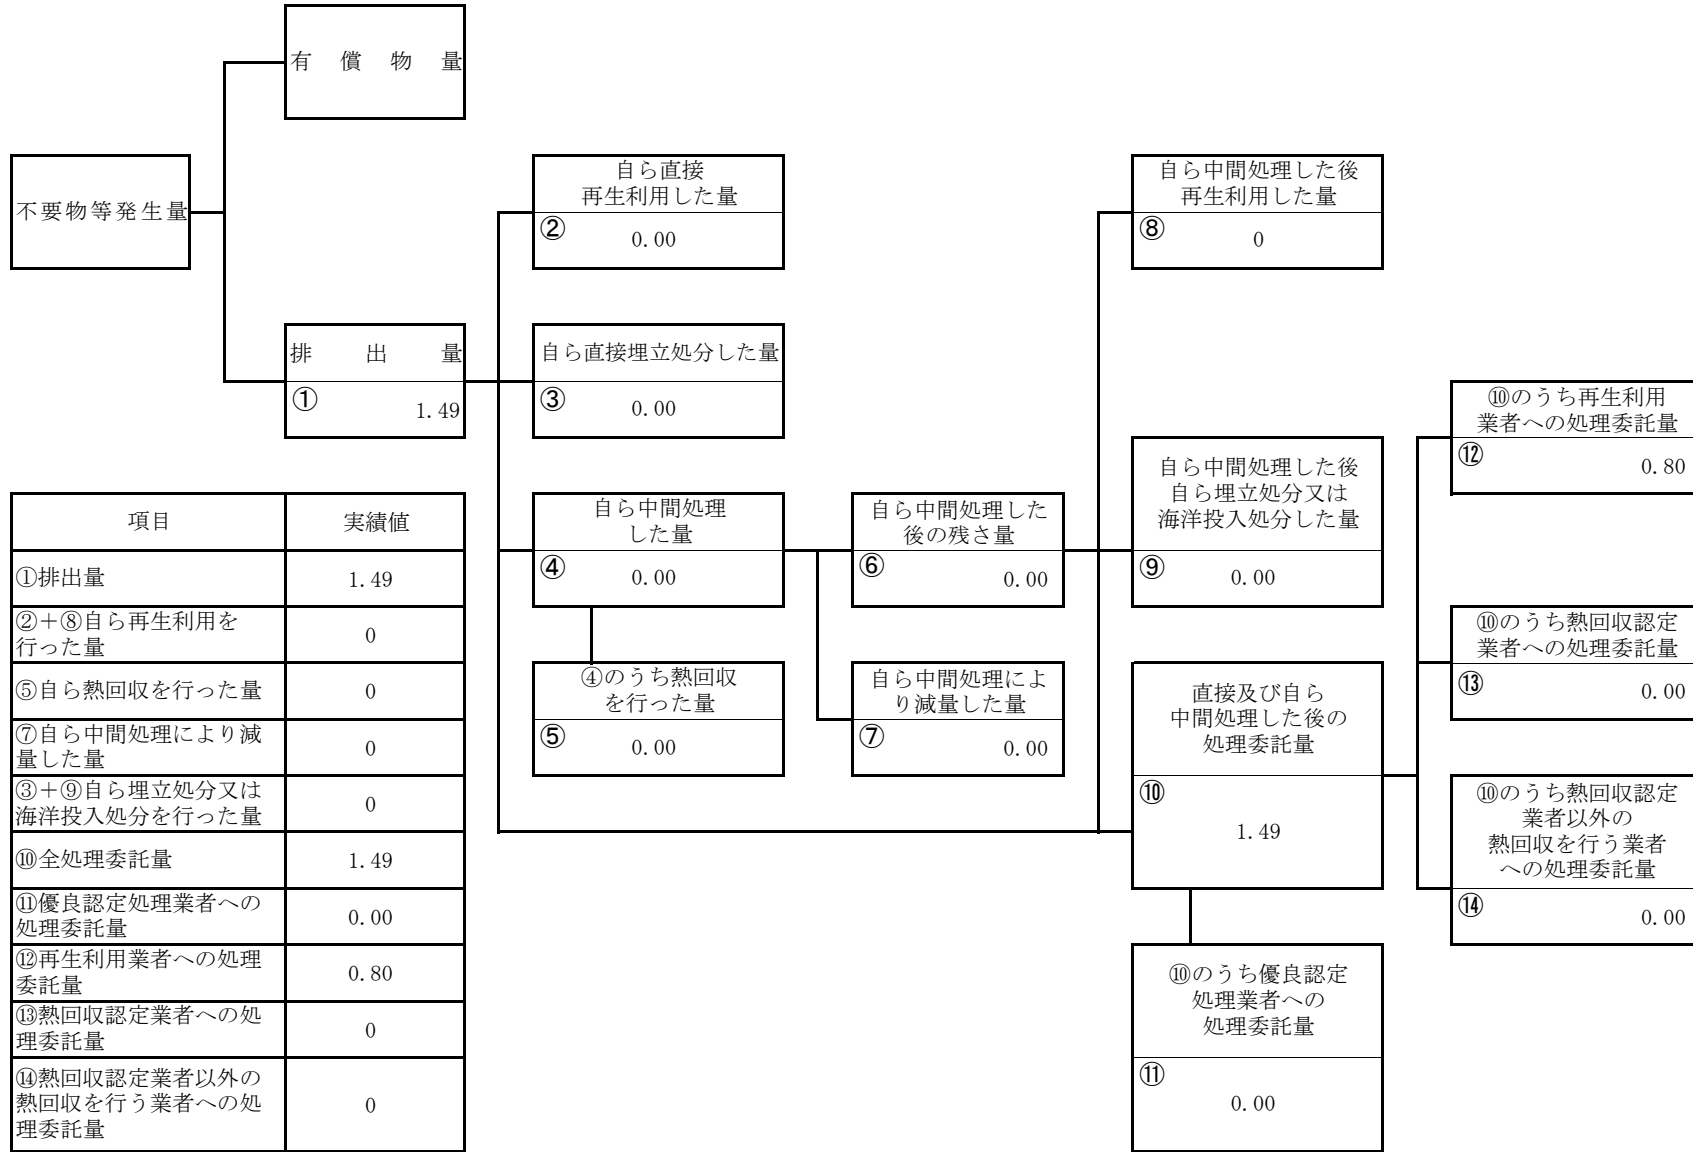 有償物量
不要物等発生量
排出量
①
1.49
自ら直接
再生利用した量
②
0.00
自ら直接埋立処分した量
③
0.00
自ら中間処理
した量
④
0.00
④のうち熱回収
を行った量
⑤
0.00
自ら中間処理した
後の残さ量
⑥
0.00
自ら中間処理によ
り減量した量
⑦
0.00
自ら中間処理した後
再生利用した量
⑧
0
自ら中間処理した後
自ら埋立処分又は
海洋投入処分した量
⑨
0.00
直接及び自ら
中間処理した後の
処理委託量
⑩
1.49
⑩のうち優良認定
処理業者への
処理委託量
⑪
0.00
⑩のうち再生利用
業者への処理委託量
⑫
0.80
⑩のうち熱回収認定
業者への処理委託量
⑬
0.00
⑩のうち熱回収認定
業者以外の
熱回収を行う業者
への処理委託量
⑭
0.00
項目 実績値
①排出量 1.49
②＋⑧自ら再生利用を
行った量 0
⑤自ら熱回収を行った量 0
⑦自ら中間処理により減
量した量 0
③＋⑨自ら埋立処分又は
海洋投入処分を行った量 0
⑩全処理委託量 1.49
⑪優良認定処理業者への
処理委託量 0.00
⑫再生利用業者への処理
委託量 0.80
⑬熱回収認定業者への処
理委託量 0
⑭熱回収認定業者以外の
熱回収を行う業者への処
理委託量 0